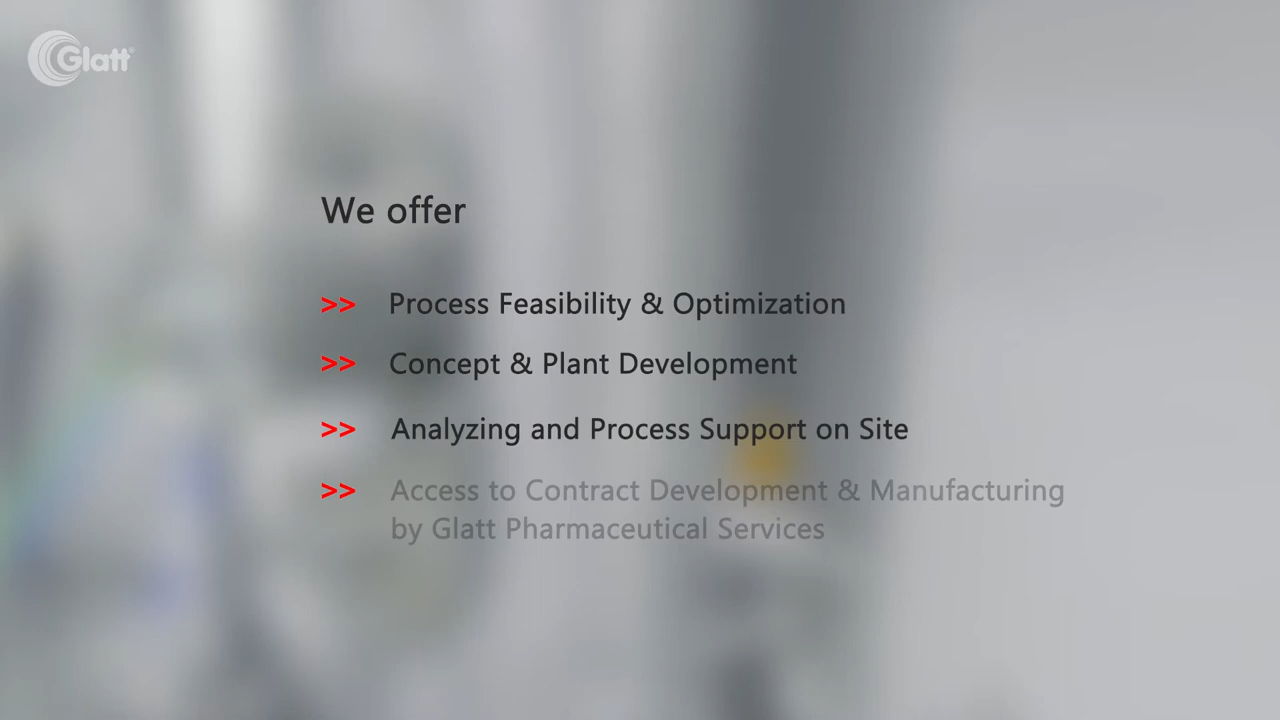 Glatt®
We offer
>> Process Feasibility & Optimization
>> Concept & Plant Development
>> Analyzing and Process Support on Site
>> Access to Contract Development & Manufacturing
by Glatt Pharmaceutical Services